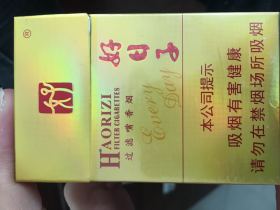 ®
好日子
HAORIZI
FILTER CIGARETTES
过滤嘴香烟
Every Day
本公司提示
吸烟有害健康
请勿在禁烟场所吸烟